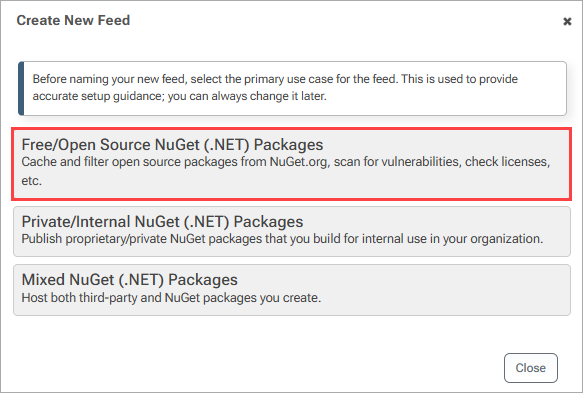 Create New Feed
Before naming your new feed, select the primary use case for the feed. This is used to provide
accurate setup guidance; you can always change it later.
Free/Open Source NuGet (.NET) Packages
Cache and filter open source packages from NuGet.org, scan for vulnerabilities, check licenses,
etc.
Private/Internal NuGet (.NET) Packages
Publish proprietary/private NuGet packages that you build for internal use in your organization.
Mixed NuGet (.NET) Packages
Host both third-party and NuGet packages you create.
Close